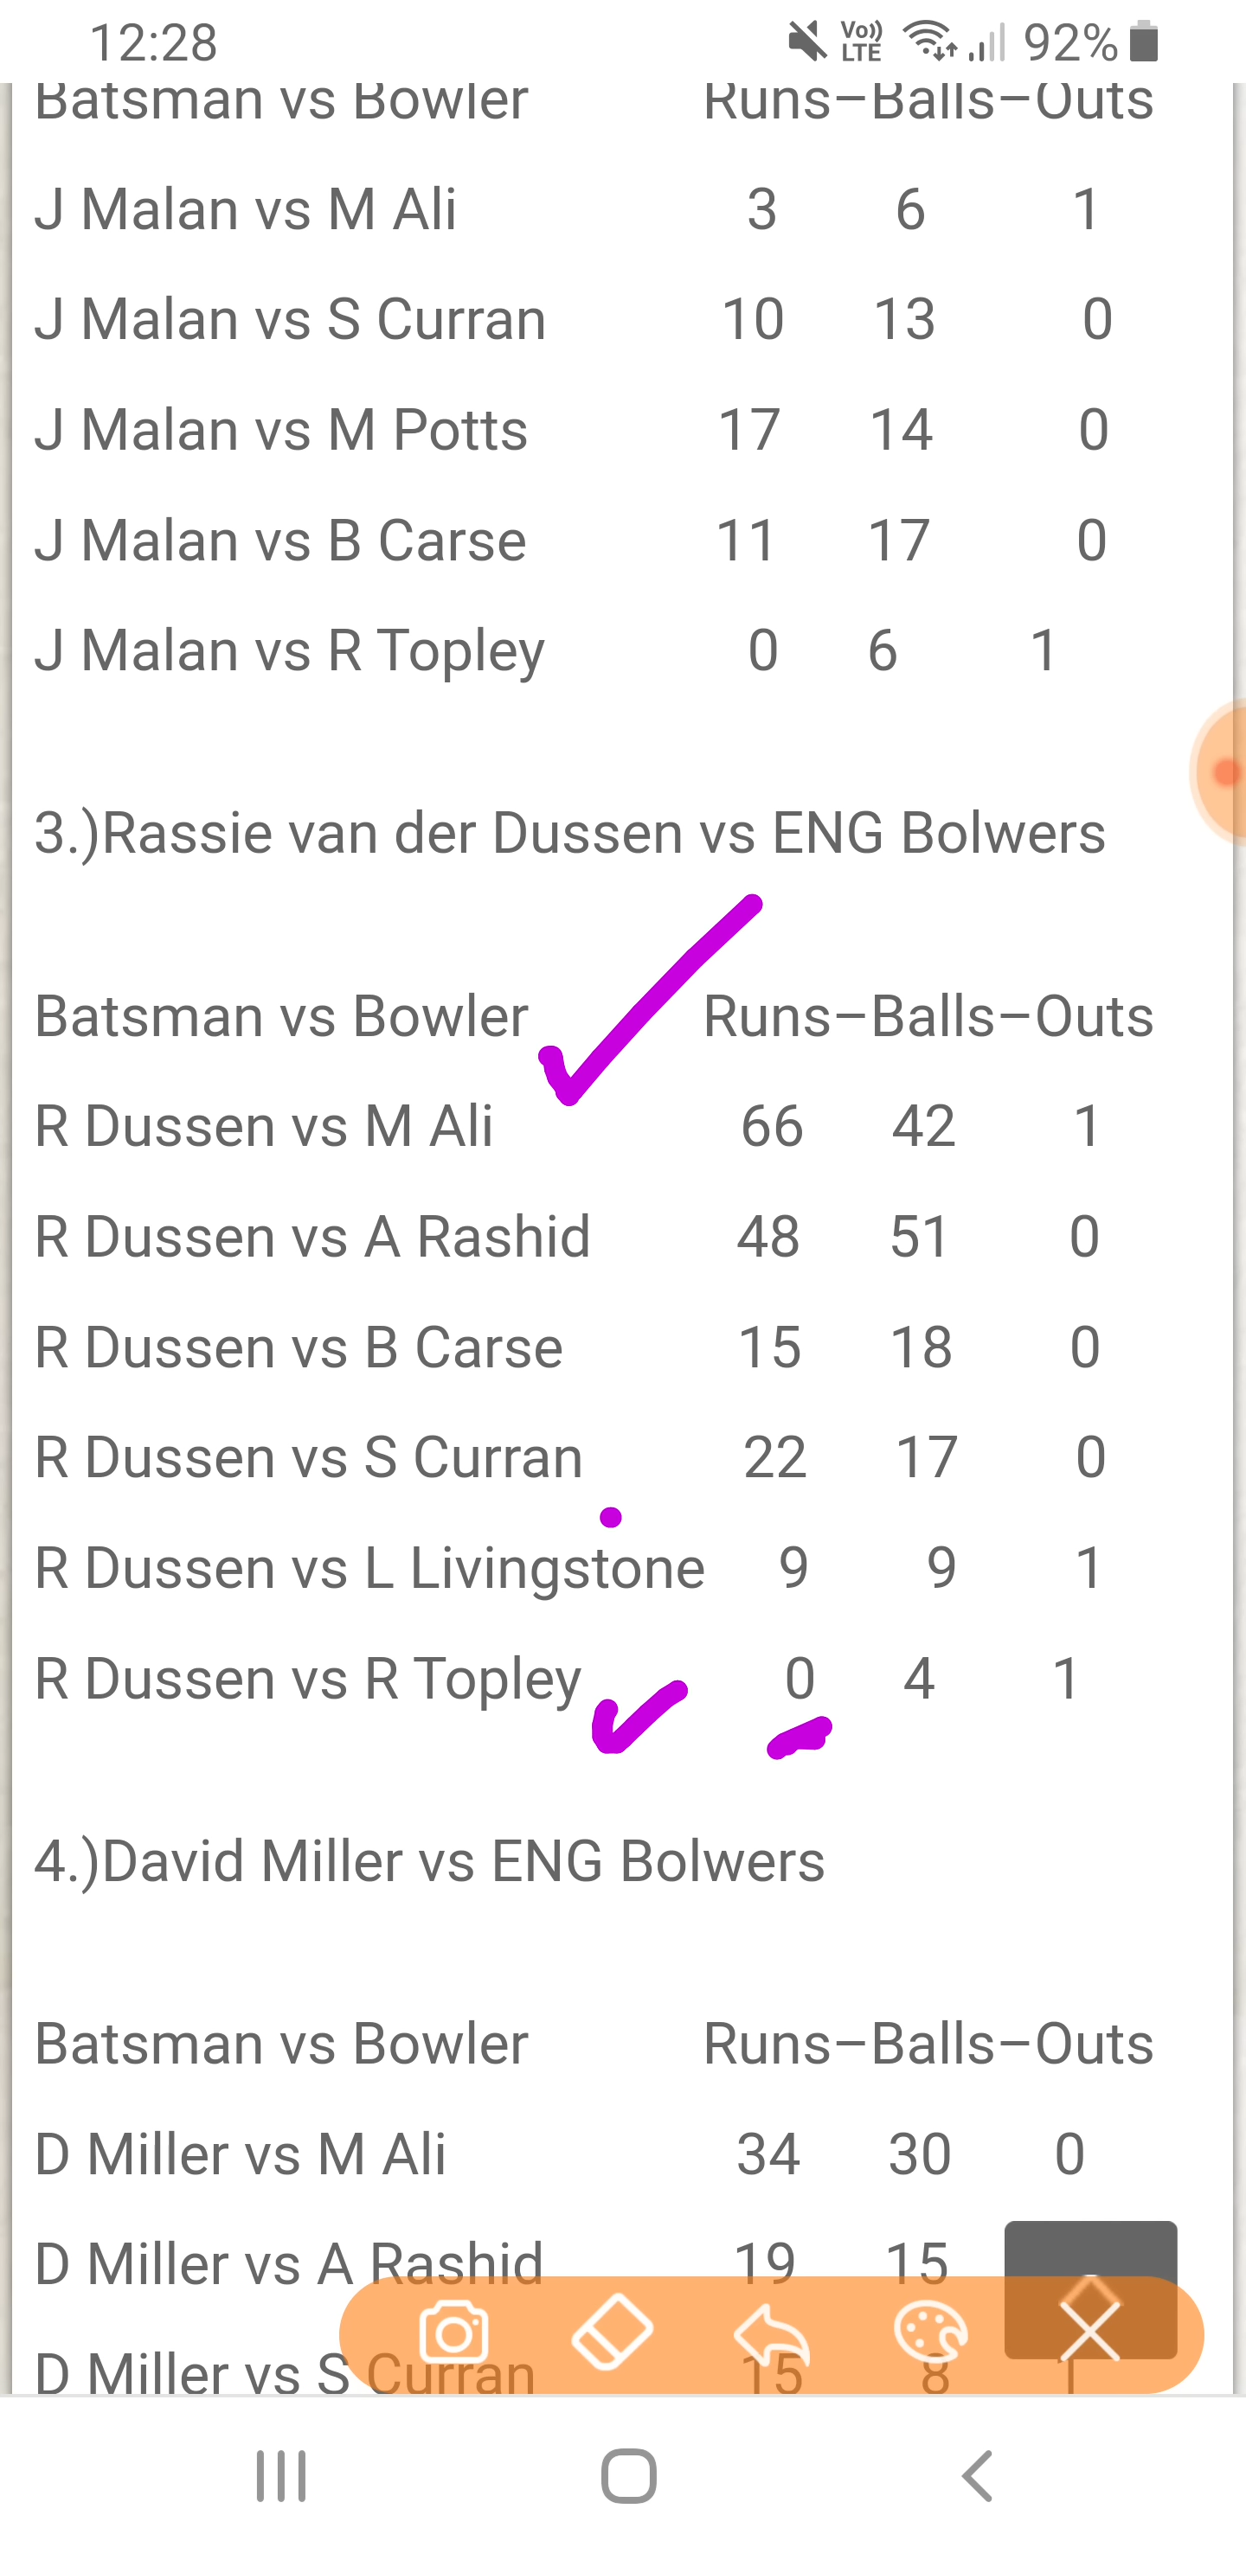 12:28 Vo)) LTE 92%
Batsman vs Bowler Runs–Balls–Outs
J Malan vs M Ali 3 6 1
J Malan vs S Curran 10 13 0
J Malan vs M Potts 17 14 0
J Malan vs B Carse 11 17 0
J Malan vs R Topley 0 6 1
3.)Rassie van der Dussen vs ENG Bolwers
Batsman vs Bowler Runs–Balls–Outs
R Dussen vs M Ali 66 42 1
R Dussen vs A Rashid 48 51 0
R Dussen vs B Carse 15 18 0
R Dussen vs S Curran 22 17 0
R Dussen vs L Livingstone 9 9 1
R Dussen vs R Topley 0 4 1
4.)David Miller vs ENG Bolwers
Batsman vs Bowler Runs–Balls–Outs
D Miller vs M Ali 34 30 0
D Miller vs A Rashid 19 15
D Miller vs S Curran 15 8 1